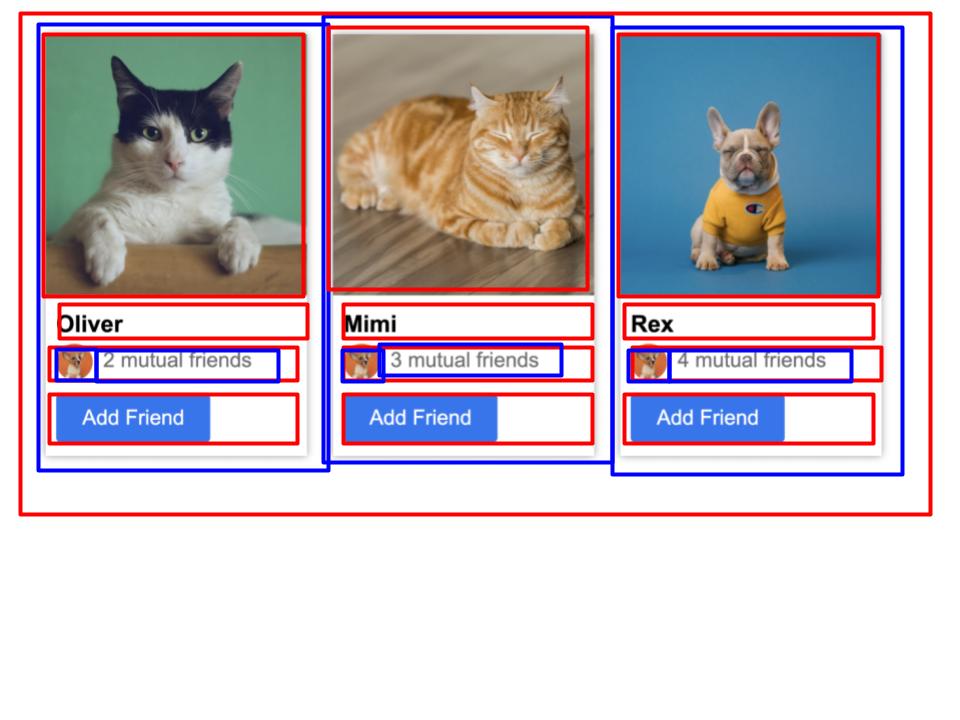 Oliver
2 mutual friends
Add Friend
Mimi
3 mutual friends
Add Friend
Rex
4 mutual friends
Add Friend